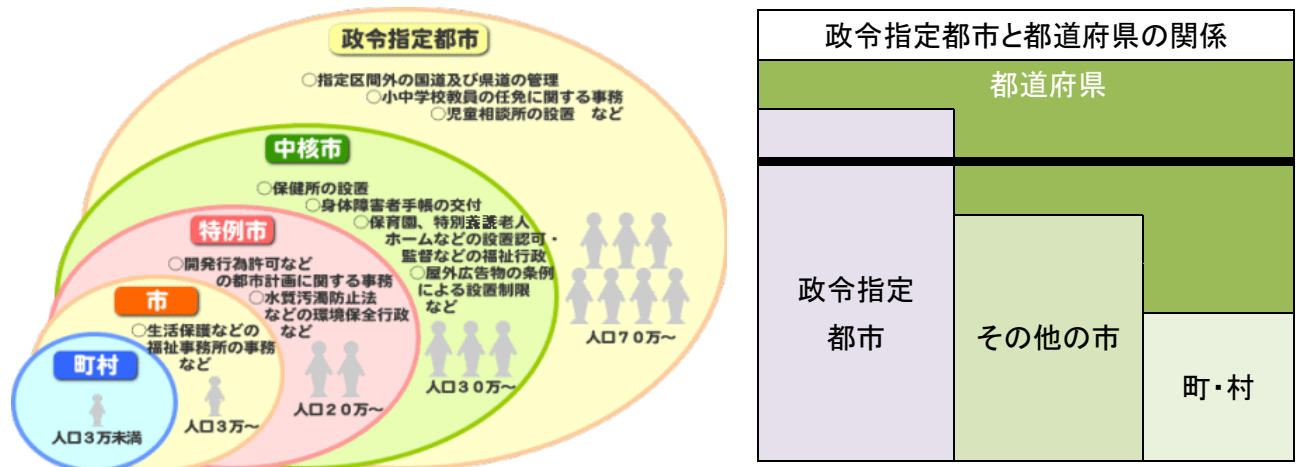 政令指定都市
○指定区間外の国道及び県道の管理
○小中学校教員の任免に関する事務
○児童相談所の設置 など
中核市
○保健所の設置
○身体障害者手帳の交付
○保育園、特別養護老人
ホームなどの設置認可・
監督などの福祉行政
○屋外広告物の条例
による設置制限
など
特例市
○開発行為許可など
の都市計画に関する事務
○水質汚濁防止法
などの環境保全行政
など
市
○生活保護などの
福祉事務所の事務
など
町村
人口3万未満
人口3万~
人口20万~
人口30万~
人口70万~
政令指定都市と都道府県の関係
都道府県
政令指定
都市
その他の市
町・村